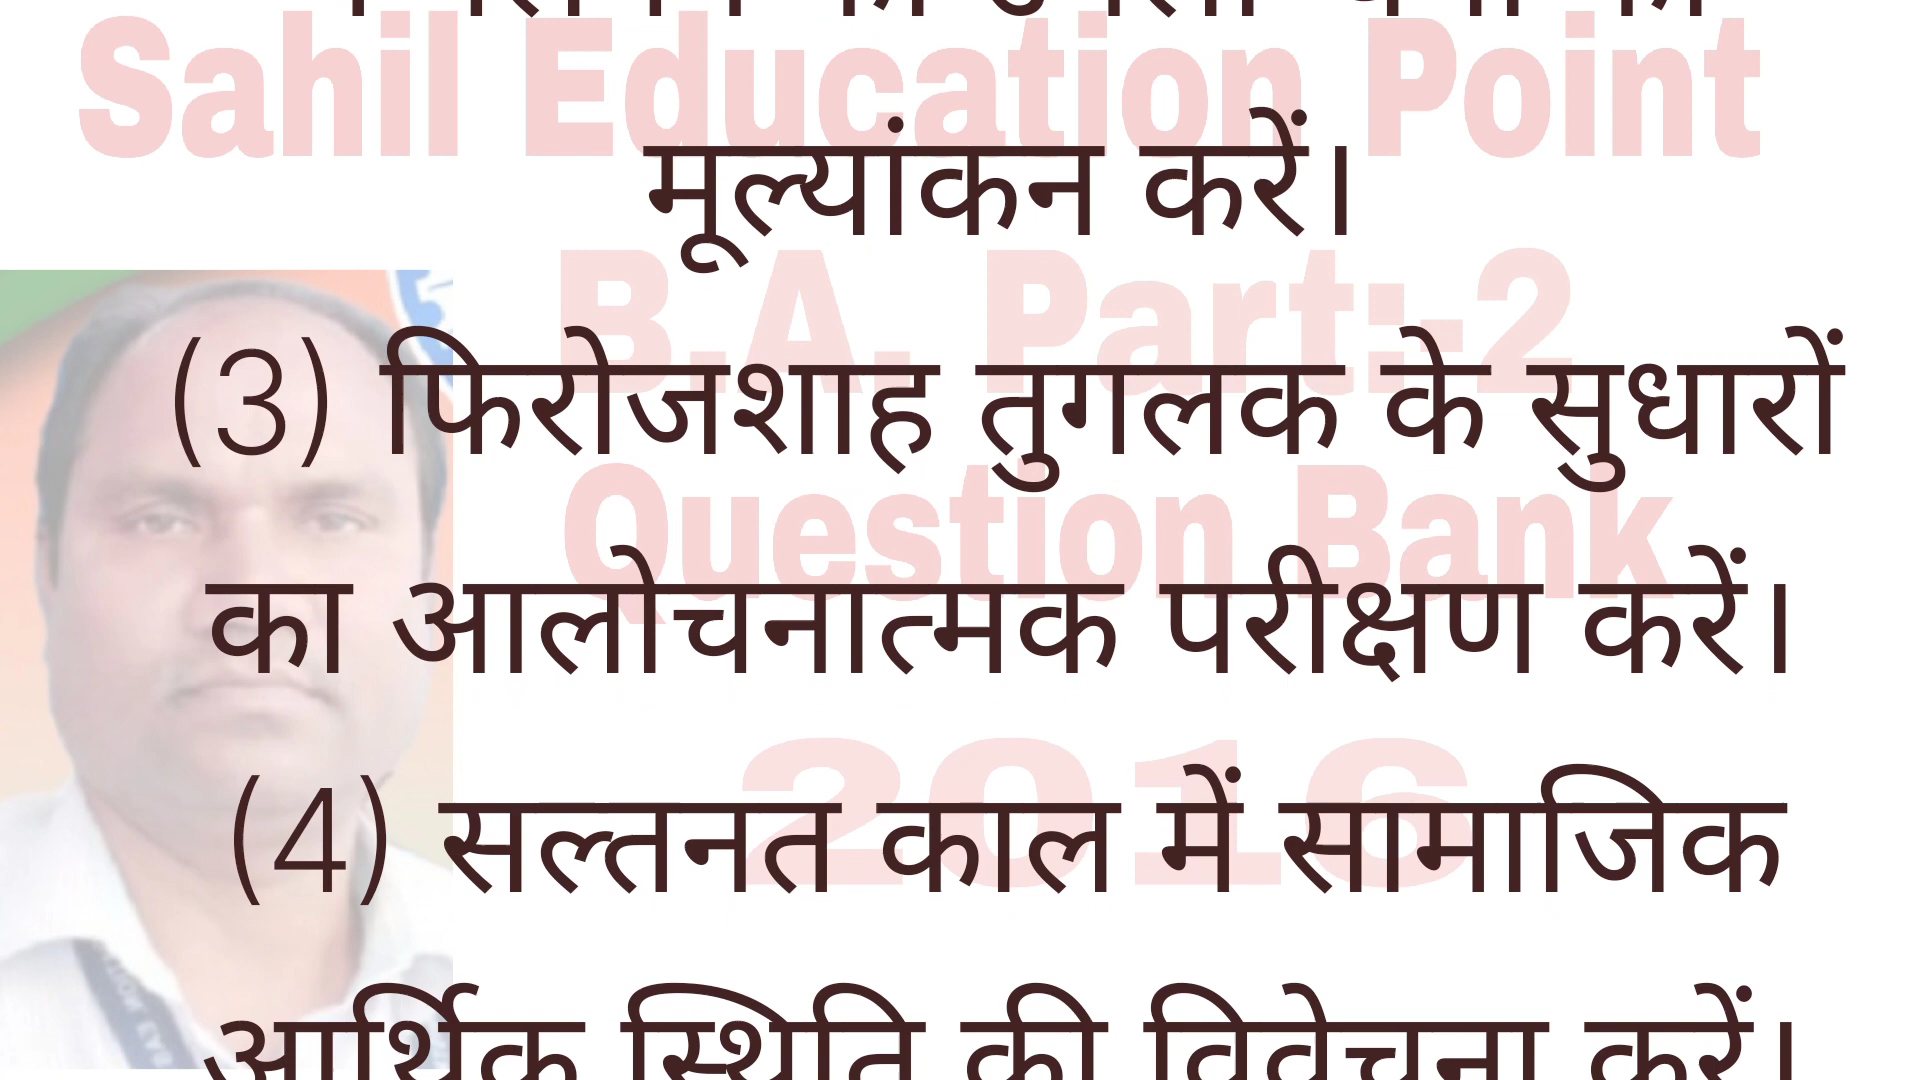 Sahil Education Point
मूल्यांकन करें।
B.A. Part:-2
(3) फिरोजशाह तुगलक के सुधारों
Question Bank
का आलोचनात्मक परीक्षण करें।
2016
(4) सल्तनत काल में सामाजिक
आर्थिक स्थिति की विवेचना करें।